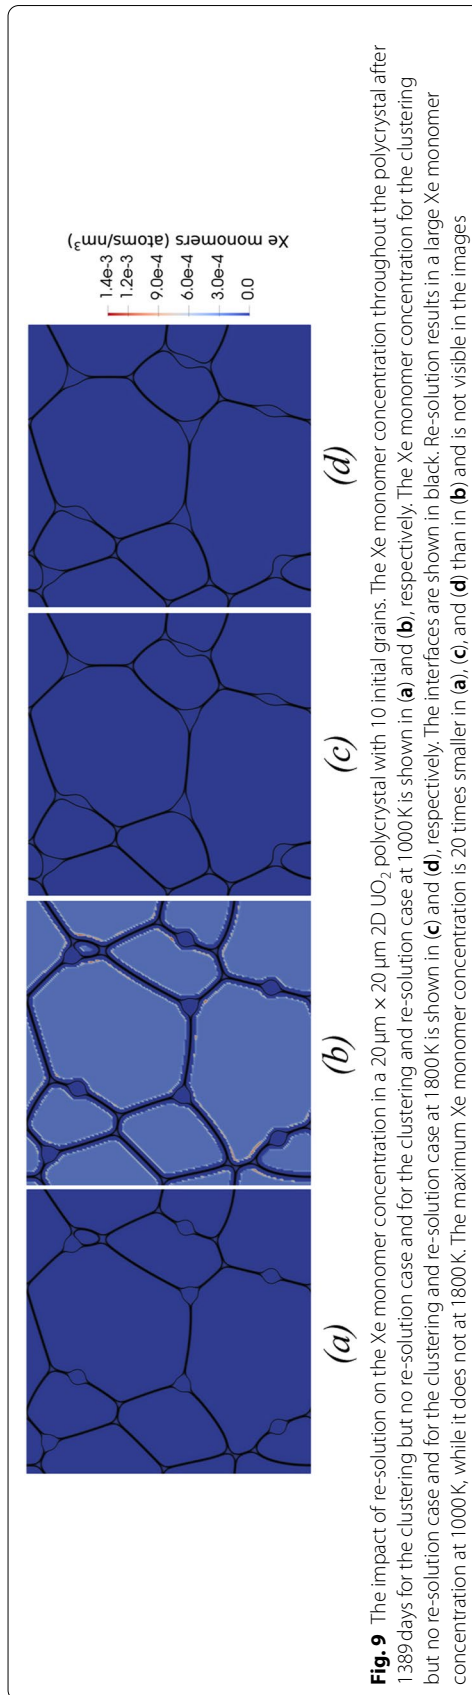 Xe monomers (atoms/nm³)
1.4e-3
1.2e-3
9.0e-4
6.0e-4
3.0e-4
0.0
(a)
(b)
(c)
(d)
Fig. 9 The impact of re-solution on the Xe monomer concentration in a 20 μm × 20 μm 2D UO₂ polycrystal with 10 initial grains. The Xe monomer concentration throughout the polycrystal after
1389 days for the clustering but no re-solution case and for the clustering and re-solution case at 1000 K is shown in (a) and (b), respectively. The Xe monomer concentration for the clustering
but no re-solution case and for the clustering and re-solution case at 1800 K is shown in (c) and (d), respectively. The interfaces are shown in black. Re-solution results in a large Xe monomer
concentration at 1000 K, while it does not at 1800 K. The maximum Xe monomer concentration is 20 times smaller in (a), (c), and (d) than in (b) and is not visible in the images